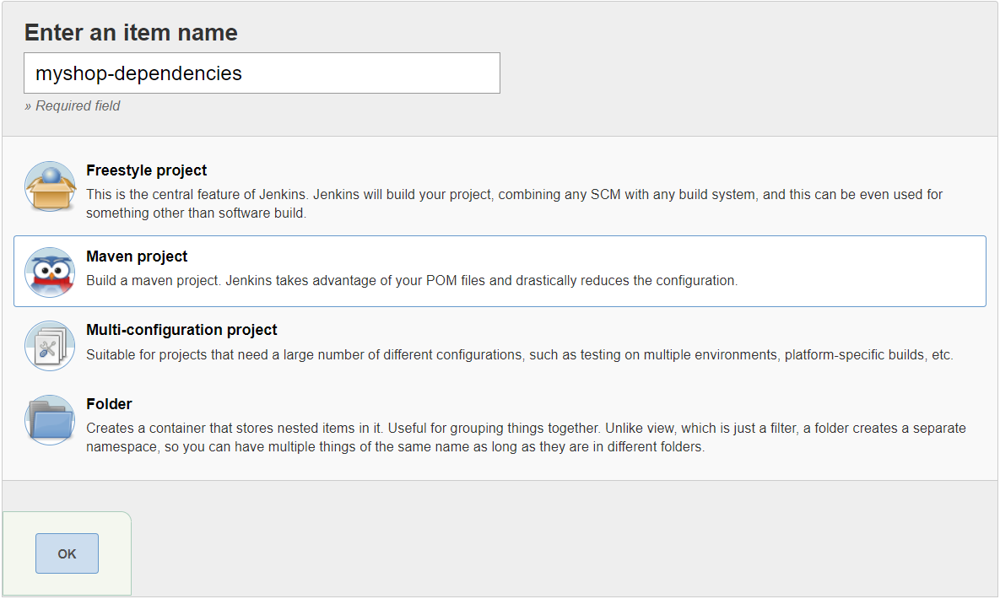 Enter an item name
myshop-dependencies
» Required field
Freestyle project
This is the central feature of Jenkins. Jenkins will build your project, combining any SCM with any build system, and this can be even used for
something other than software build.
Maven project
Build a maven project. Jenkins takes advantage of your POM files and drastically reduces the configuration.
Multi-configuration project
Suitable for projects that need a large number of different configurations, such as testing on multiple environments, platform-specific builds, etc.
Folder
Creates a container that stores nested items in it. Useful for grouping things together. Unlike view, which is just a filter, a folder creates a separate
namespace, so you can have multiple things of the same name as long as they are in different folders.
OK